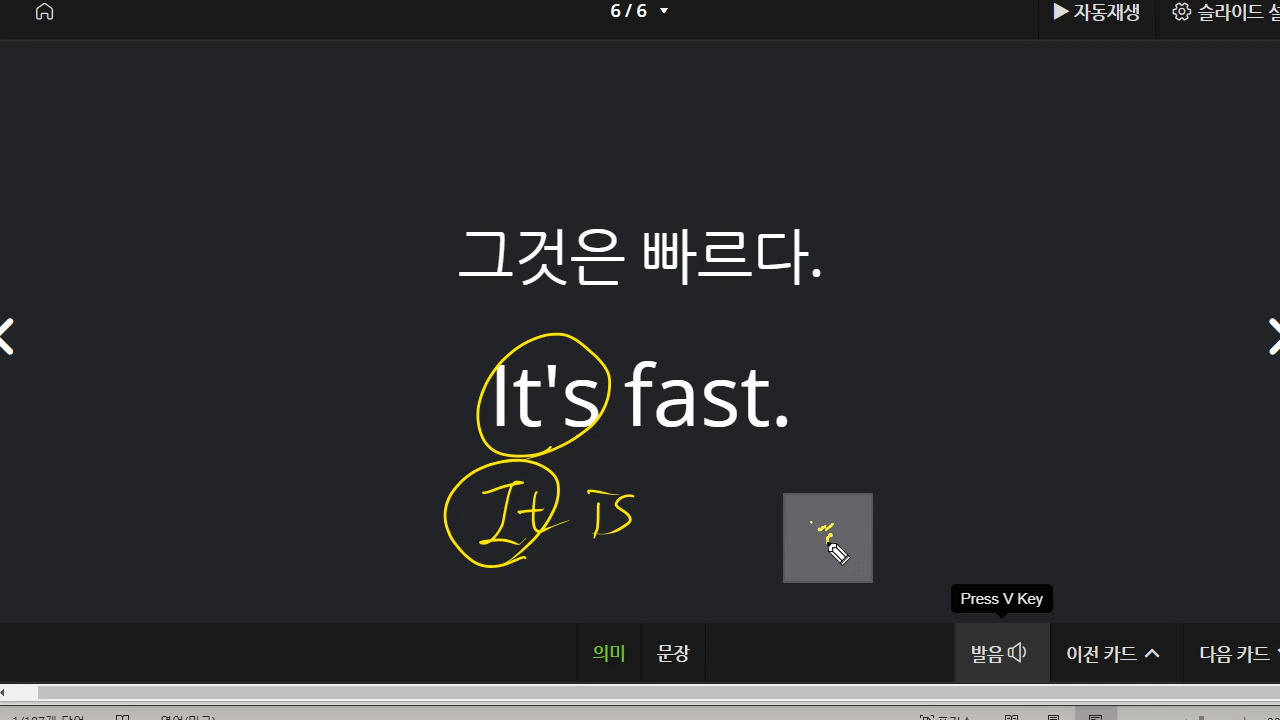 6 / 6
자동재생
슬라이드
그것은 빠르다.
It's fast.
It is
Press V Key
의미
문장
발음
이전 카드
다음 카드